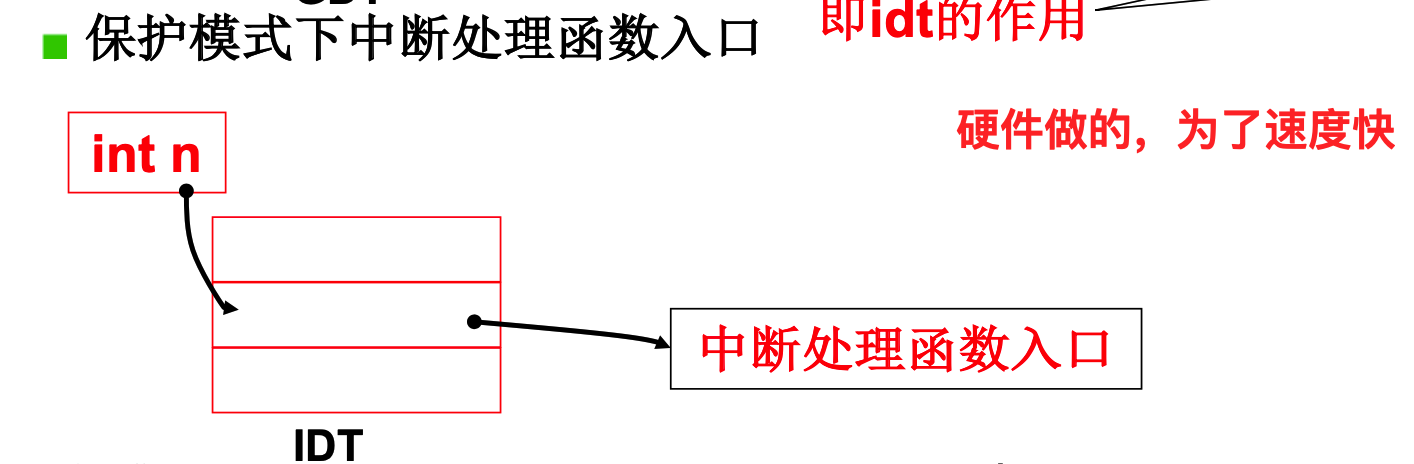 保护模式下中断处理函数入口
即idt的作用
硬件做的，为了速度快
int n
中断处理函数入口
IDT